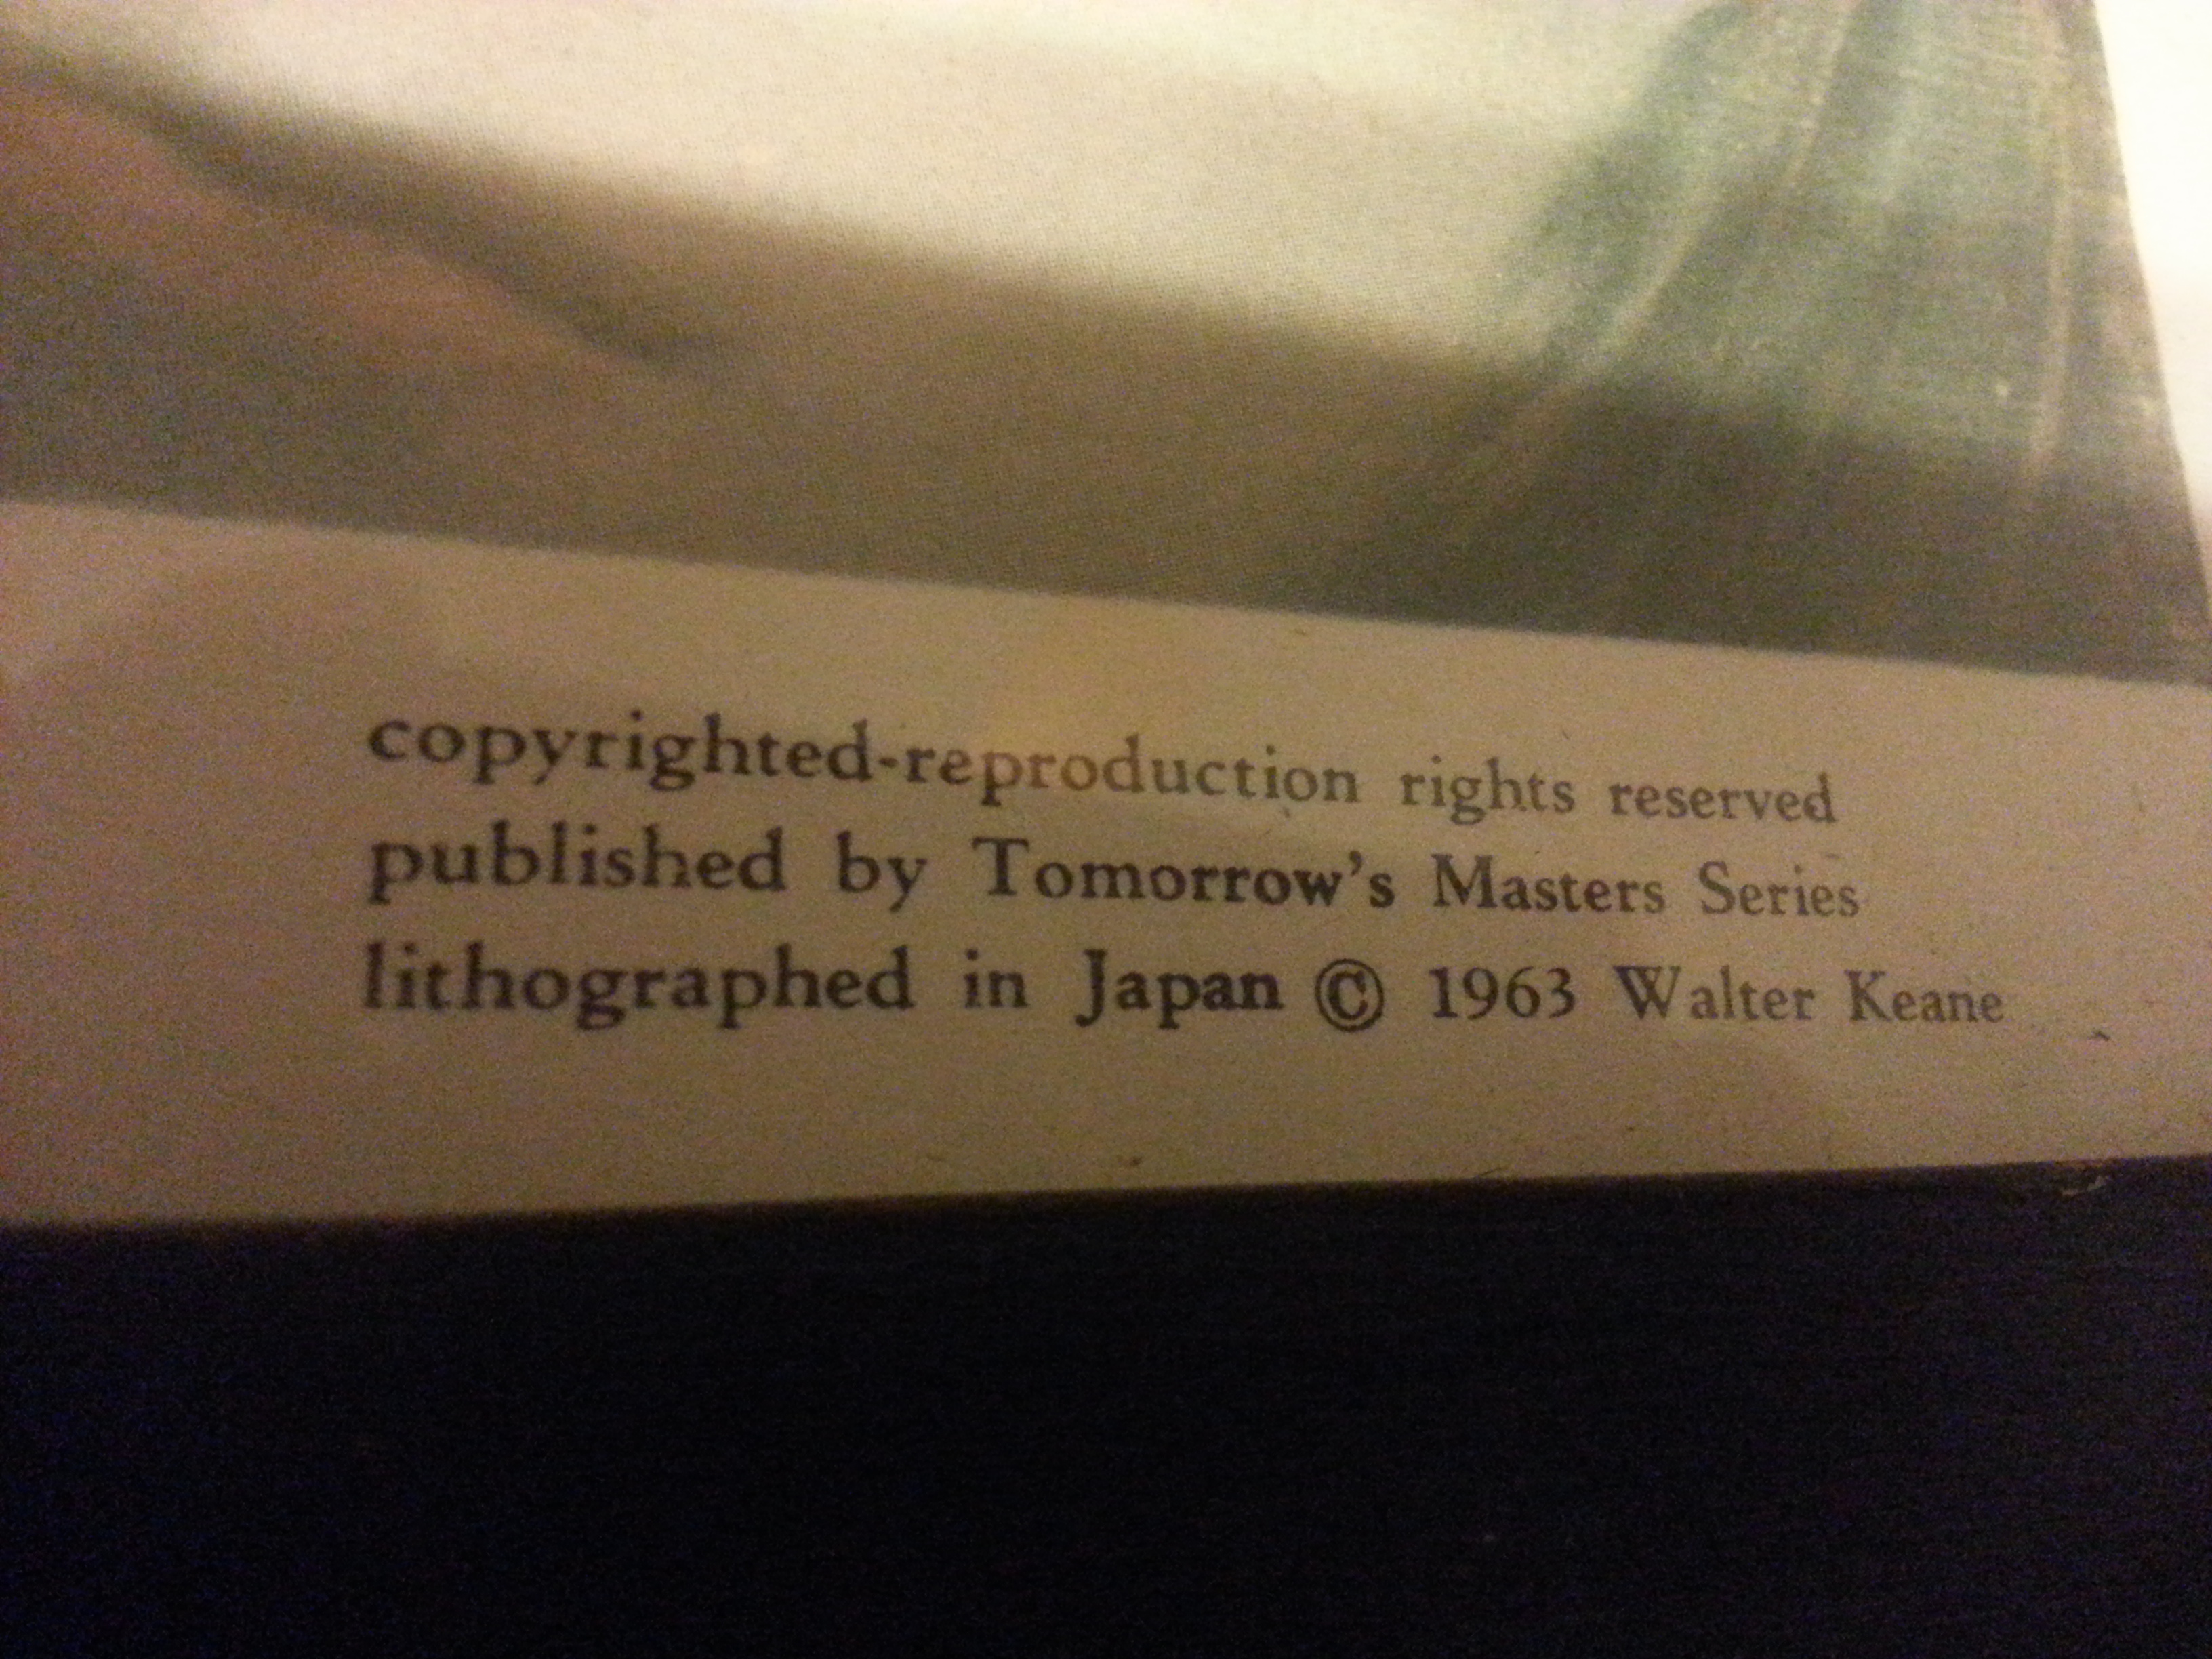 copyrighted-reproduction rights reserved
published by Tomorrow's Masters Series
lithographed in Japan © 1963 Walter Keane